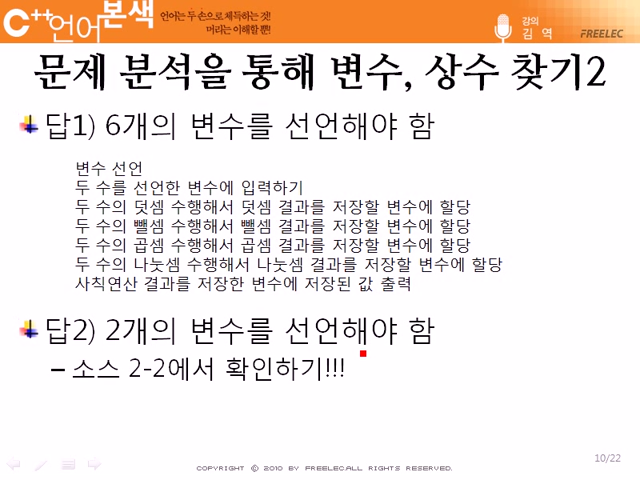 C++언어본색
언어는 두 손으로 체득하는 것!
머리는 이해할 뿐!
강의
김 역
FREELEC
문제 분석을 통해 변수, 상수 찾기2
답1) 6개의 변수를 선언해야 함
변수 선언
두 수를 선언한 변수에 입력하기
두 수의 덧셈 수행해서 덧셈 결과를 저장할 변수에 할당
두 수의 뺄셈 수행해서 뺄셈 결과를 저장할 변수에 할당
두 수의 곱셈 수행해서 곱셈 결과를 저장할 변수에 할당
두 수의 나눗셈 수행해서 나눗셈 결과를 저장할 변수에 할당
사칙연산 결과를 저장한 변수에 저장된 값 출력
답2) 2개의 변수를 선언해야 함
– 소스 2-2에서 확인하기!!!
10/22
COPYRIGHT © 2010 BY FREELEC.ALL RIGHTS RESERVED.